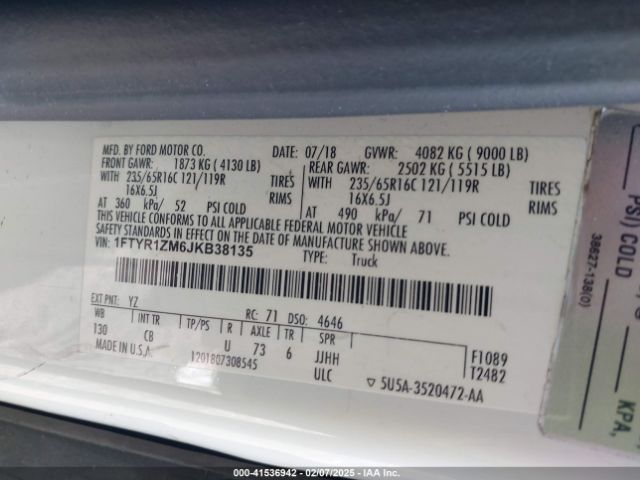 MFD. BY FORD MOTOR CO.
DATE: 07/18 GVWR: 4082 KG ( 9000 LB)
FRONT GAWR: 1873 KG ( 4130 LB)
REAR GAWR: 2502 KG ( 5515 LB)
WITH 235/65R16C 121/119R TIRES
WITH 235/65R16C 121/119R TIRES
16X6.5J RIMS
16X6.5J RIMS
AT 360 kPa/ 52 PSI COLD
AT 490 kPa/ 71 PSI COLD
THIS VEHICLE CONFORMS TO ALL APPLICABLE FEDERAL MOTOR VEHICLE
SAFETY STANDARDS IN EFFECT ON THE DATE OF MANUFACTURE SHOWN ABOVE.
VIN: 1FTYR1ZM6JKB38135
TYPE: Truck
EXT PNT: YZ RC: 71 DSO: 4646
WB INT TR TP/PS R AXLE TR SPR
130 CB U 73 6 JJHH
F1089
T2482
MADE IN U.S.A. 1201807308545 ULC
▽ 5U5A-3520472-AA
38627-138(0)
PSI) COLD
KPA,
000-41536942 - 02/07/2025 - IAAI.COM